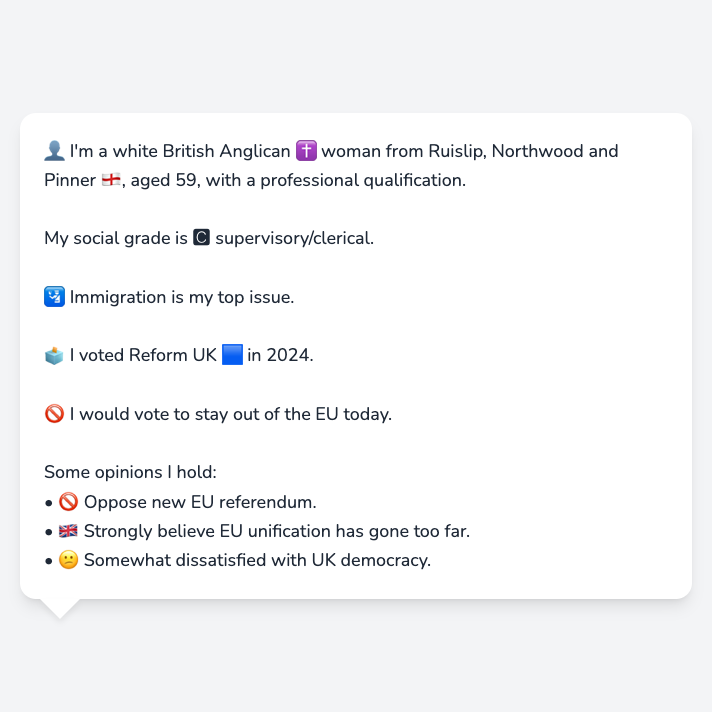 👤 I'm a white British Anglican ✝️ woman from Ruislip, Northwood and
Pinner 🏴󠁧󠁢󠁥󠁮󠁧󠁿, aged 59, with a professional qualification.
My social grade is 🅲 supervisory/clerical.
🛂 Immigration is my top issue.
🗳️ I voted Reform UK 🟦 in 2024.
🚫 I would vote to stay out of the EU today.
Some opinions I hold:
• 🚫 Oppose new EU referendum.
• 🇬🇧 Strongly believe EU unification has gone too far.
• 🙁 Somewhat dissatisfied with UK democracy.